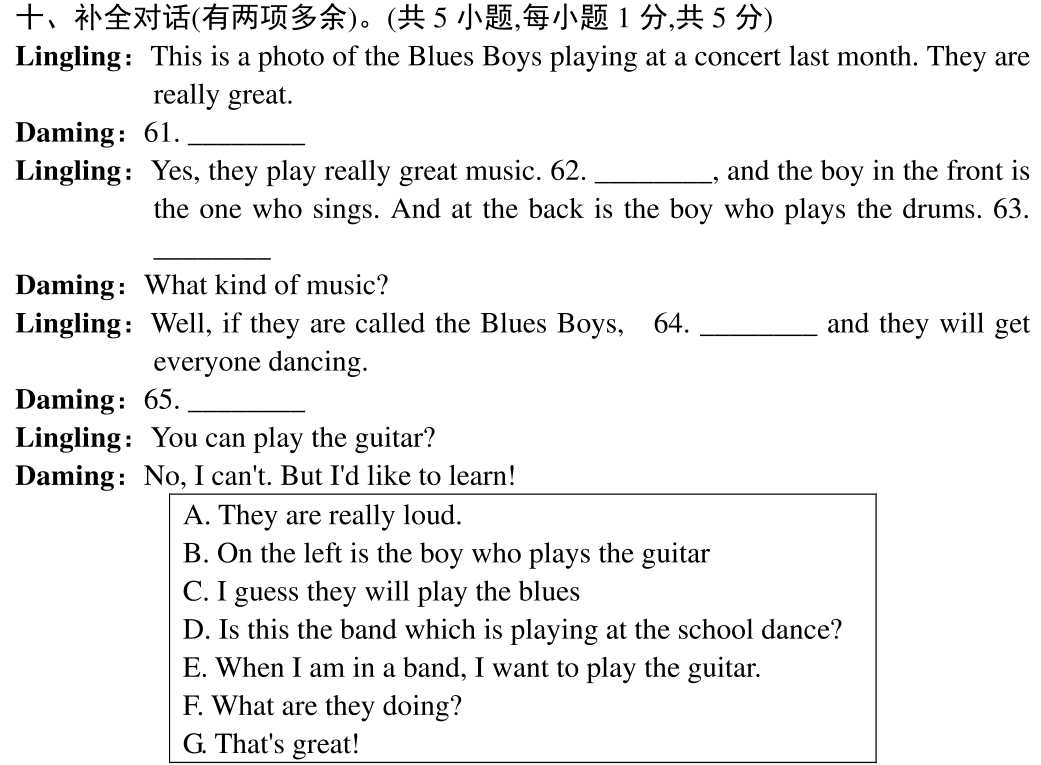 十、补全对话(有两项多余)。(共 5 小题,每小题 1 分,共 5 分)
Lingling：This is a photo of the Blues Boys playing at a concert last month. They are
really great.
Daming：61. ________
Lingling：Yes, they play really great music. 62. ________, and the boy in the front is
the one who sings. And at the back is the boy who plays the drums. 63.
________
Daming：What kind of music?
Lingling：Well, if they are called the Blues Boys, 64. ________ and they will get
everyone dancing.
Daming：65. ________
Lingling：You can play the guitar?
Daming：No, I can't. But I'd like to learn!
A. They are really loud.
B. On the left is the boy who plays the guitar
C. I guess they will play the blues
D. Is this the band which is playing at the school dance?
E. When I am in a band, I want to play the guitar.
F. What are they doing?
G. That's great!